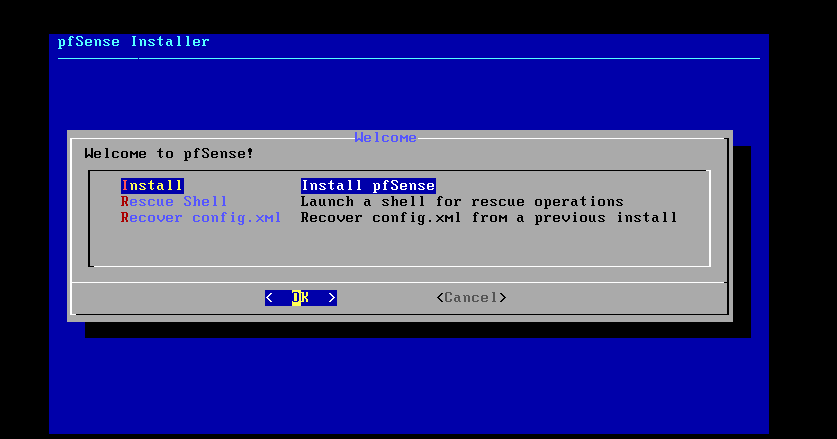 pfSense Installer
Welcome
Welcome to pfSense!
Install Install pfSense
Rescue Shell Launch a shell for rescue operations
Recover config.xml Recover config.xml from a previous install
< OK > <Cancel>